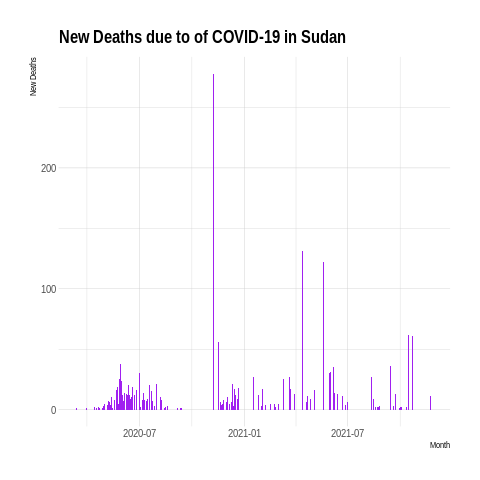 New Deaths due to of COVID-19 in Sudan
New Deaths
200
100
0
2020-07
2021-01
2021-07
Month